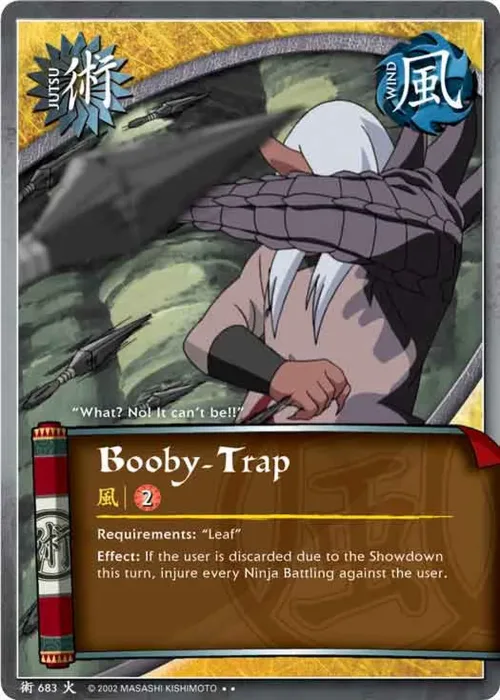 JUTSU 術
WIND 風
"What? No! It can't be!!"
Booby-Trap
風 2
Requirements: "Leaf"
Effect: If the user is discarded due to the Showdown
this turn, injure every Ninja Battling against the user.
術
術 683 火 © 2002 MASASHI KISHIMOTO ••